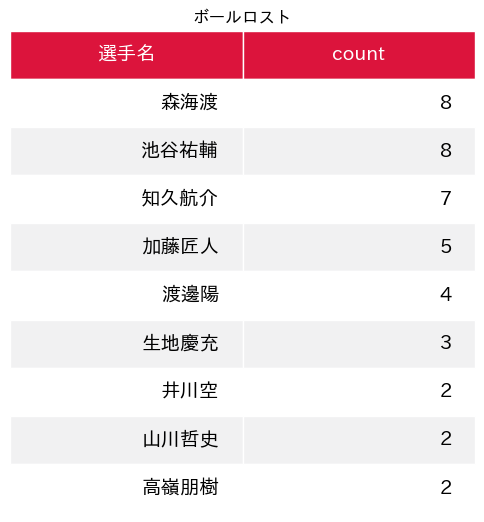 ボールロスト
選手名 count
森海渡 8
池谷祐輔 8
知久航介 7
加藤匠人 5
渡邊陽 4
生地慶充 3
井川空 2
山川哲史 2
高嶺朋樹 2